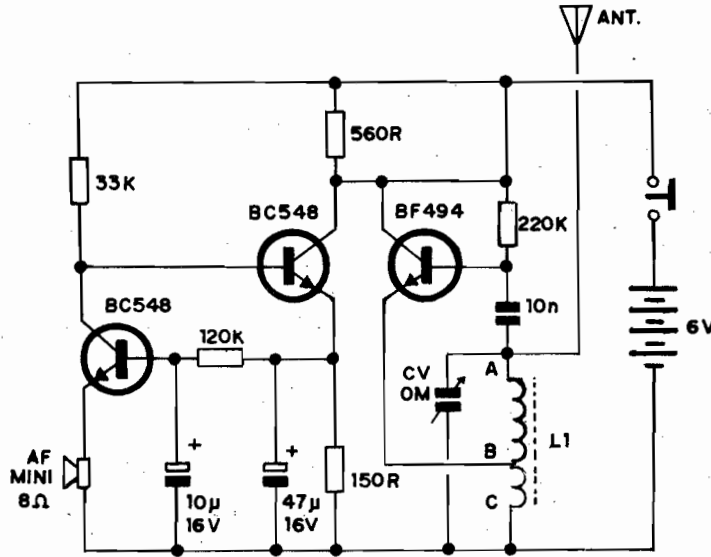 ANT.
560R
33K
BC548
BF494
220K
BC548
10n
120K
6V
CV
OM
A
B
L1
C
AF
MINI
8Ω
+
10µ
16V
+
47µ
16V
150R